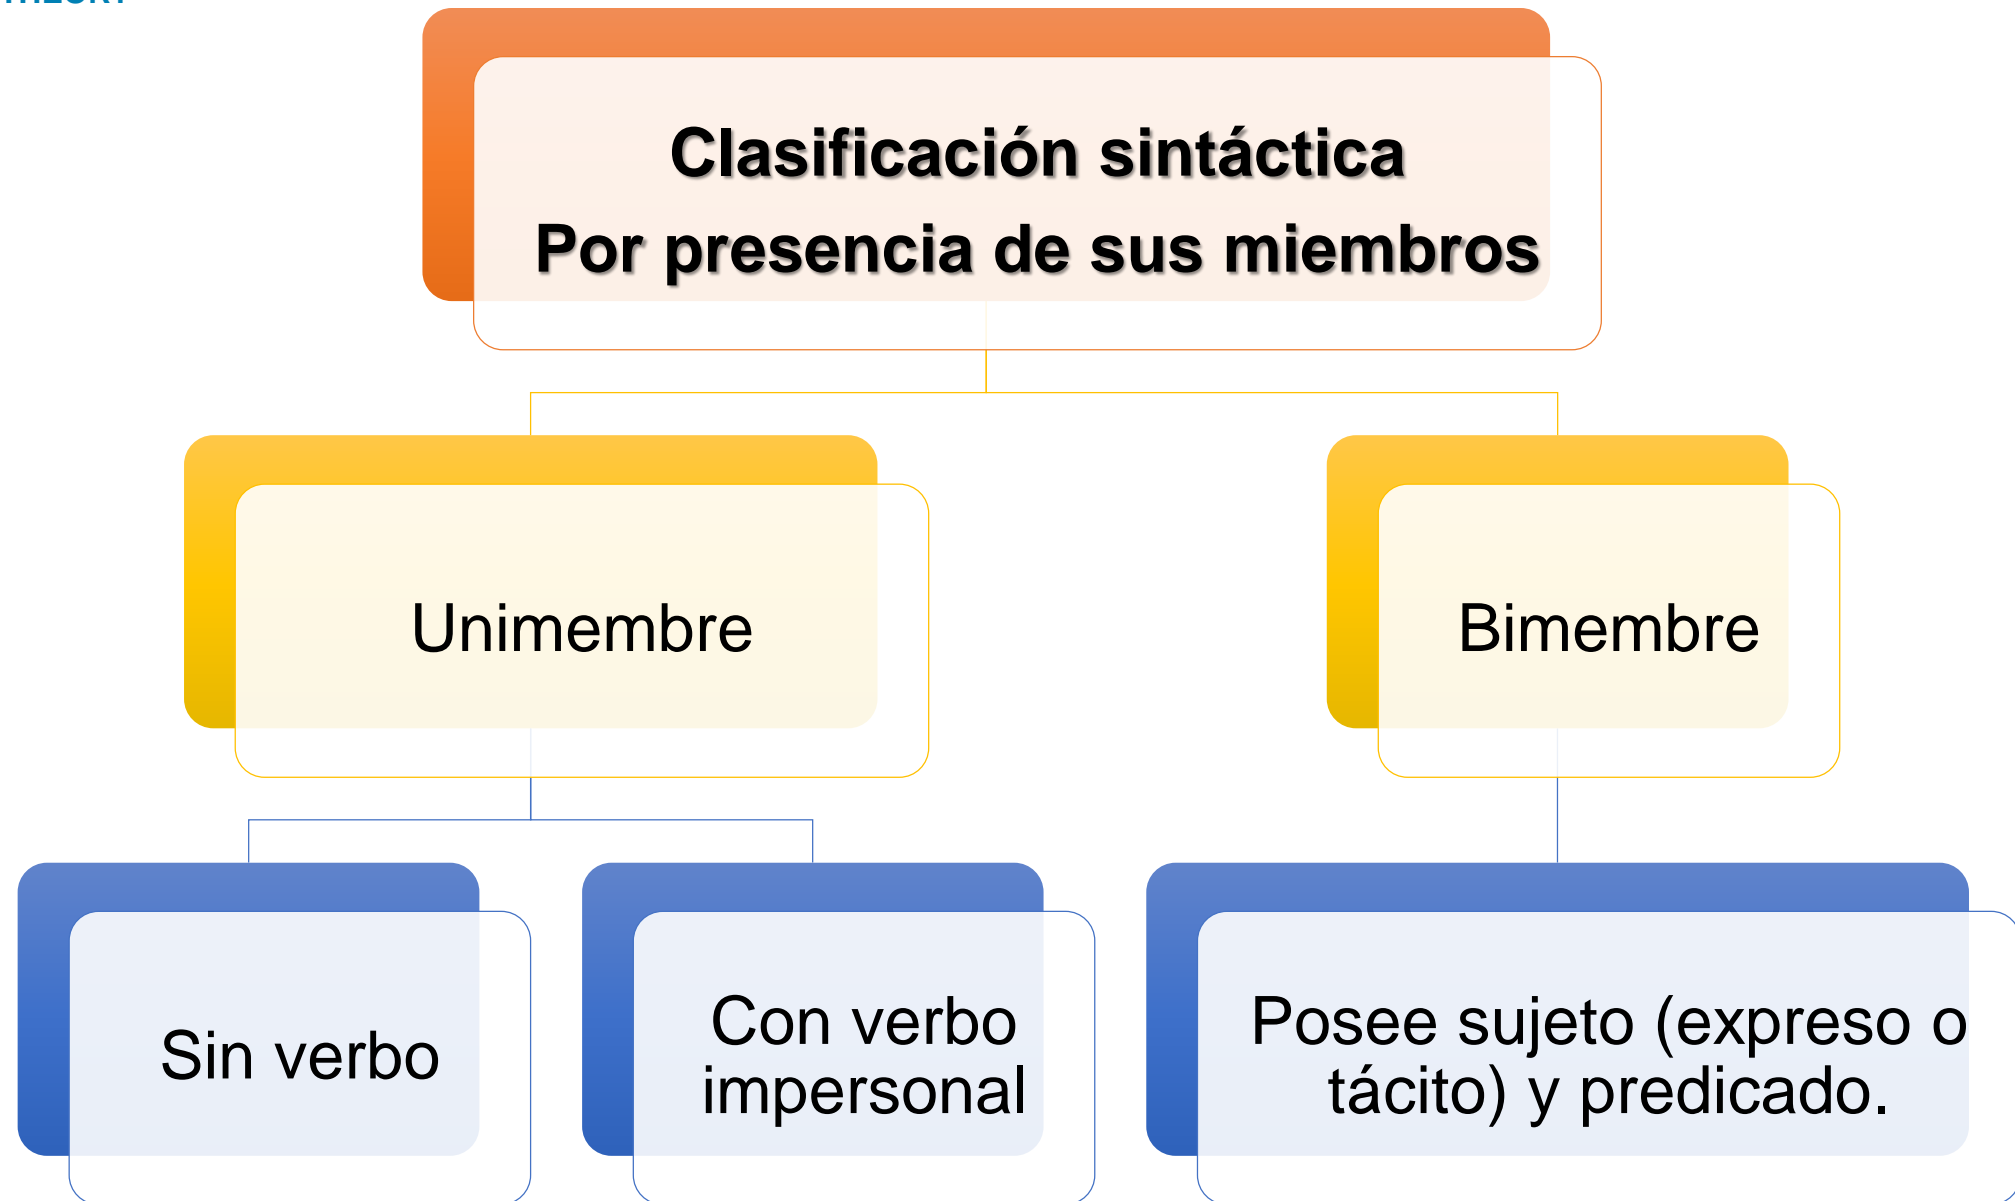 Clasificación sintáctica
Por presencia de sus miembros
Unimembre
Bimembre
Sin verbo
Con verbo
impersonal
Posee sujeto (expreso o
tácito) y predicado.